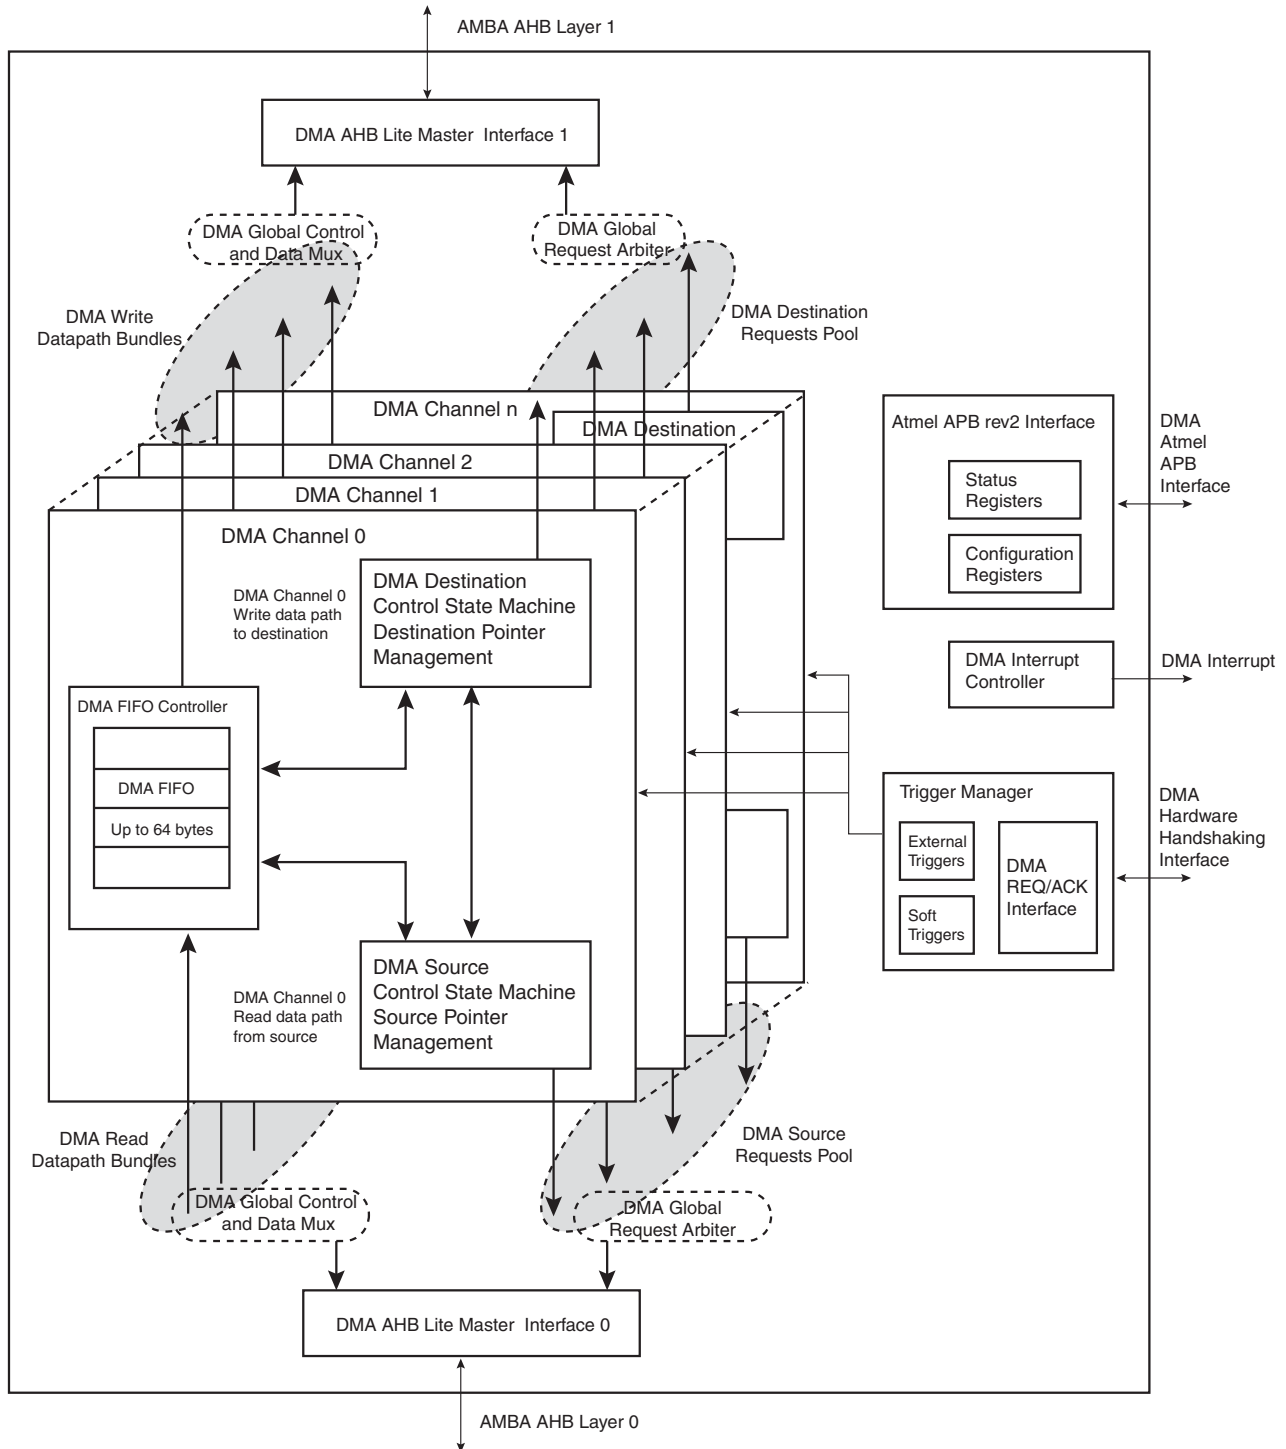 AMBA AHB Layer 1
DMA AHB Lite Master Interface 1
DMA Global Control
and Data Mux
DMA Global
Request Arbiter
DMA Write
Datapath Bundles
DMA Destination
Requests Pool
DMA Channel n
DMA Destination
DMA Channel 2
DMA Channel 1
DMA Channel 0
Atmel APB rev2 Interface
Status
Registers
Configuration
Registers
DMA
Atmel
APB
Interface
DMA Channel 0
Write data path
to destination
DMA Destination
Control State Machine
Destination Pointer
Management
DMA Interrupt
Controller
DMA Interrupt
DMA FIFO Controller
DMA FIFO
Up to 64 bytes
Trigger Manager
External
Triggers
Soft
Triggers
DMA
REQ/ACK
Interface
DMA
Hardware
Handshaking
Interface
DMA Channel 0
Read data path
from source
DMA Source
Control State Machine
Source Pointer
Management
DMA Read
Datapath Bundles
DMA Source
Requests Pool
DMA Global Control
and Data Mux
DMA Global
Request Arbiter
DMA AHB Lite Master Interface 0
AMBA AHB Layer 0